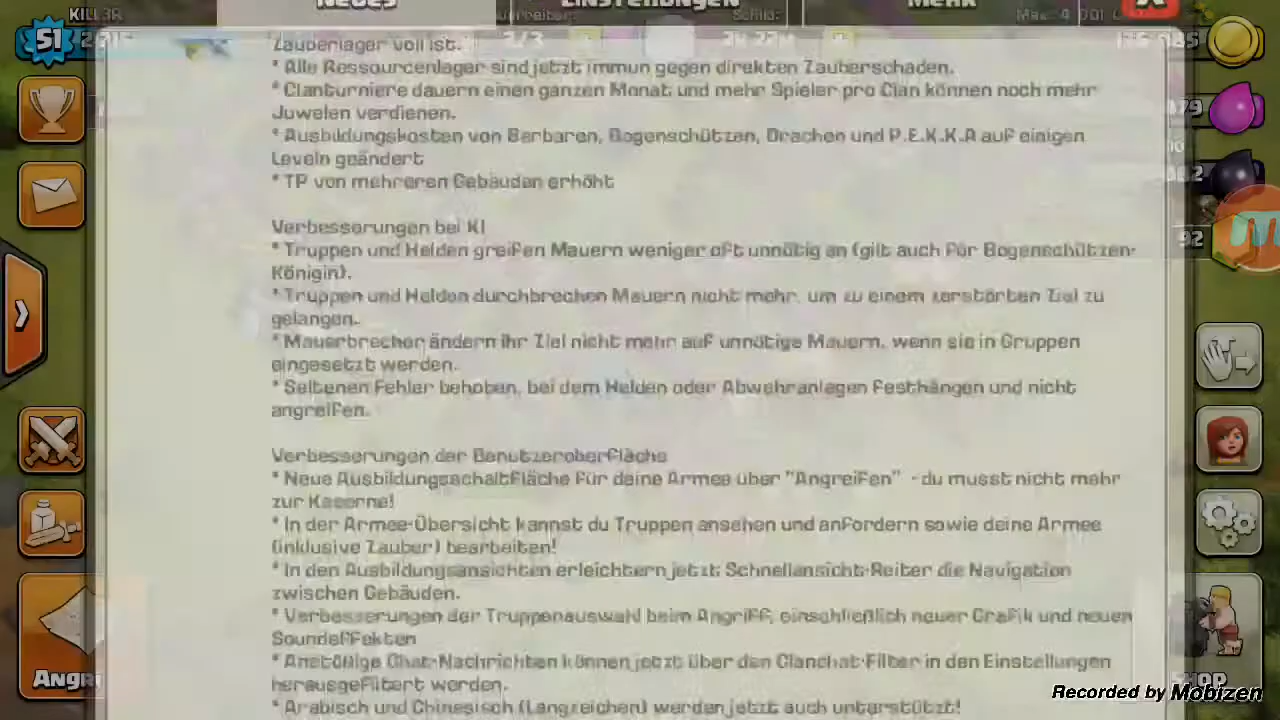 KILL3R
NEUES
EINSTELLUNGEN
MEHR
Schild:
51
Zauberlager voll ist.
* Alle Ressourcenlager sind jetzt immun gegen direkten Zauberschaden.
* Clanturniere dauern einen ganzen Monat und mehr Spieler pro Clan können noch mehr
Juwelen verdienen.
* Ausbildungskosten von Barbaren, Bogenschützen, Drachen und P.E.K.K.A auf einigen
Leveln geändert
* TP von mehreren Gebäuden erhöht
Verbesserungen bei KI
* Truppen und Helden greifen Mauern weniger oft unnötig an (gilt auch für Bogenschützen-
Königin).
* Truppen und Helden durchbrechen Mauern nicht mehr, um zu einem zerstörten Ziel zu
gelangen.
* Mauerbrecher ändern ihr Ziel nicht mehr auf unnötige Mauern, wenn sie in Gruppen
eingesetzt werden.
* Seltenen Fehler behoben, bei dem Helden oder Abwehranlagen festhängen und nicht
angreifen.
Verbesserungen der Benutzeroberfläche
* Neue Ausbildungsschaltfläche für deine Armee über "Angreifen" - du musst nicht mehr
zur Kaserne!
* In der Armee-Übersicht kannst du Truppen ansehen und anfordern sowie deine Armee
(inklusive Zauber) bearbeiten!
* In den Ausbildungsansichten erleichtern jetzt Schnellansicht-Reiter die Navigation
zwischen Gebäuden.
* Verbesserungen der Truppenauswahl beim Angriff, einschließlich neuer Grafik und neuen
Soundeffekten
* Anstößige Chat-Nachrichten können jetzt über den Clanchat-Filter in den Einstellungen
herausgefiltert werden.
* Arabisch und Chinesisch (Langzeichen) werden jetzt auch unterstützt!
92
Angr
SHOP
Recorded by Mobizen